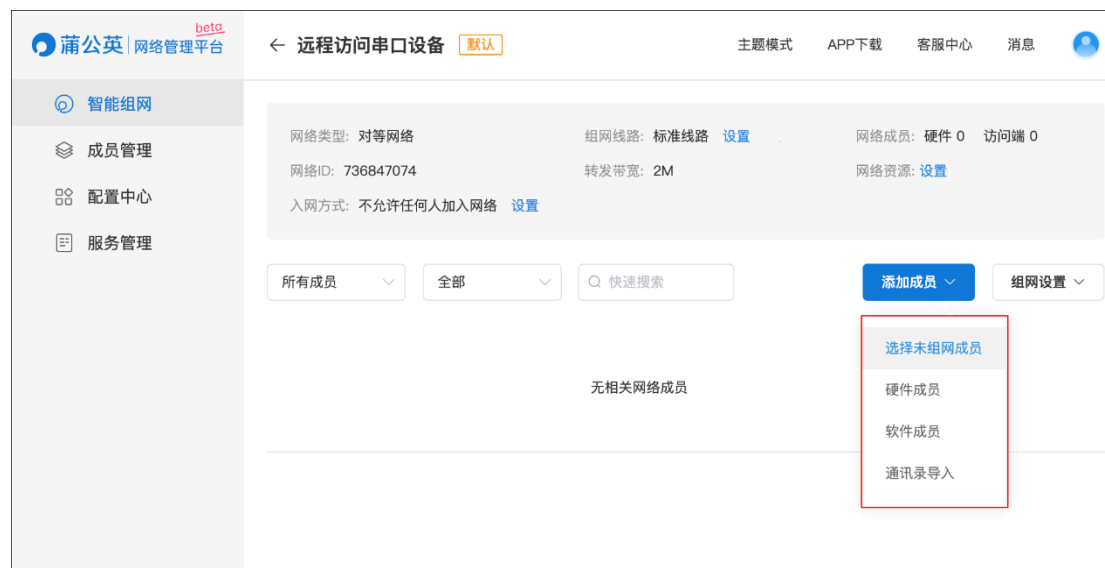 beta
蒲公英 网络管理平台
远程访问串口设备 默认 主题模式 APP下载 客服中心 消息
智能组网
成员管理
配置中心
服务管理
网络类型: 对等网络 组网线路: 标准线路 设置 网络成员: 硬件 0 访问端 0
网络ID: 736847074 转发带宽: 2M 网络资源: 设置
入网方式: 不允许任何人加入网络 设置
所有成员 全部 快速搜索 添加成员 组网设置
选择未组网成员
硬件成员
软件成员
通讯录导入
无相关网络成员